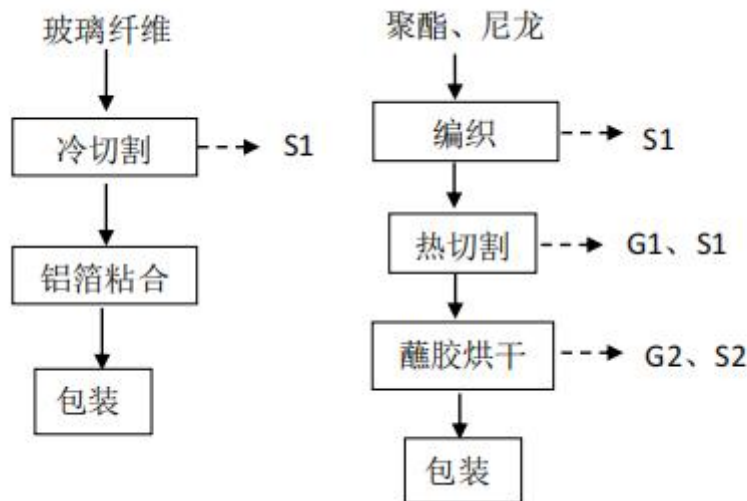 玻璃纤维
冷切割
S1
铝箔粘合
包装
聚酯、尼龙
编织
S1
热切割
G1、S1
蘸胶烘干
G2、S2
包装